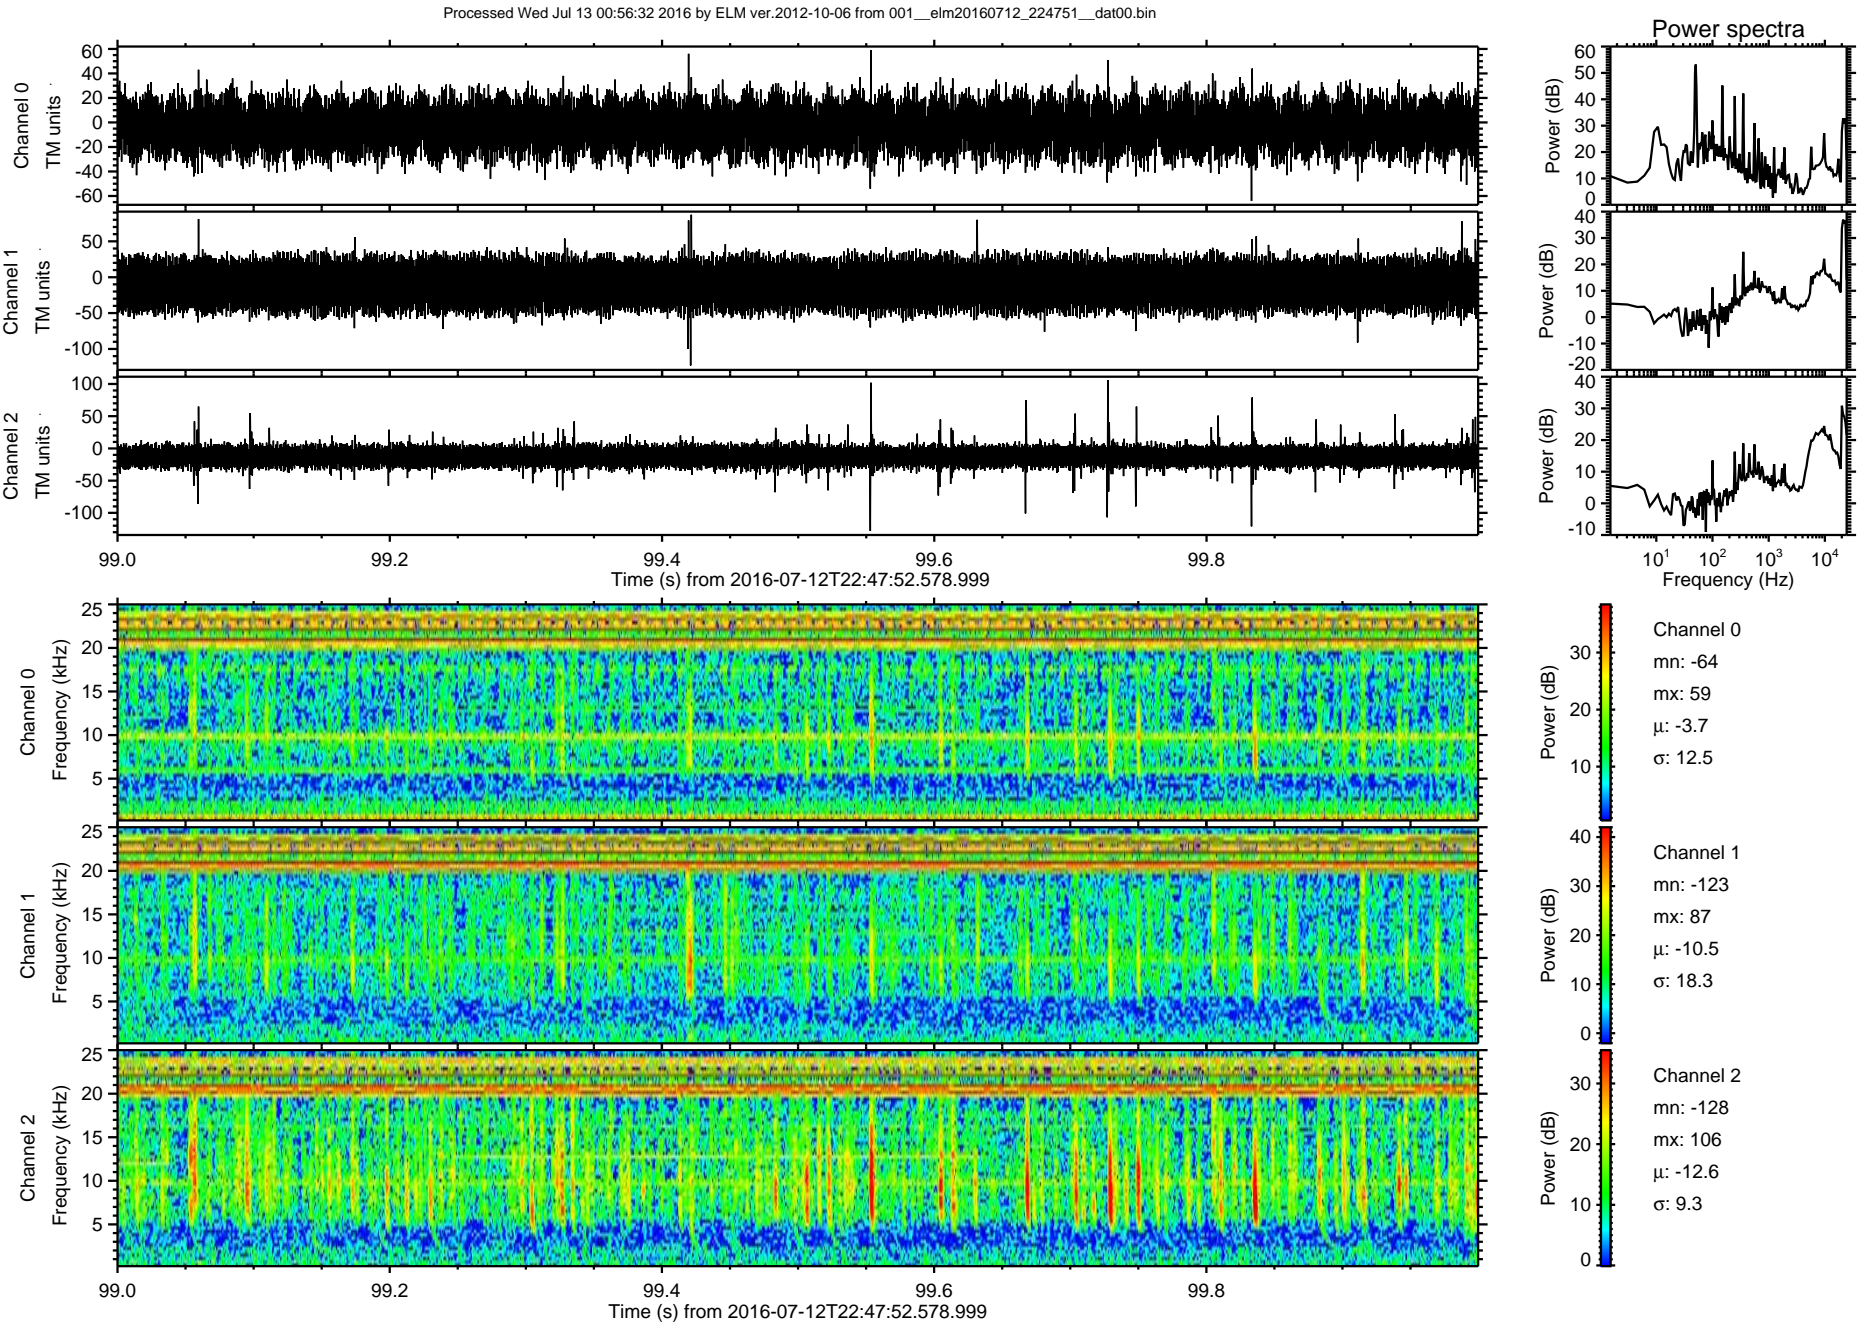 Processed Wed Jul 13 00:56:32 2016 by ELM ver.2012-10-06 from 001__elm20160712_224751__dat00.bin
Power spectra
Channel 0
TM units
60
40
20
0
-20
-40
-60
Power (dB)
60
50
40
30
20
10
0
Channel 1
TM units
50
0
-50
-100
Power (dB)
40
30
20
10
0
-10
-20
Channel 2
TM units
100
50
0
-50
-100
Power (dB)
40
30
20
10
0
-10
99.0 99.2 99.4 99.6 99.8
Time (s) from 2016-07-12T22:47:52.578.999
10^1 10^2 10^3 10^4
Frequency (Hz)
Channel 0
Frequency (kHz)
25
20
15
10
5
Power (dB)
30
20
10
Channel 0
mn: -64
mx: 59
μ: -3.7
σ: 12.5
Channel 1
Frequency (kHz)
25
20
15
10
5
Power (dB)
40
30
20
10
0
Channel 1
mn: -123
mx: 87
μ: -10.5
σ: 18.3
Channel 2
Frequency (kHz)
25
20
15
10
5
Power (dB)
30
20
10
0
Channel 2
mn: -128
mx: 106
μ: -12.6
σ: 9.3
99.0 99.2 99.4 99.6 99.8
Time (s) from 2016-07-12T22:47:52.578.999